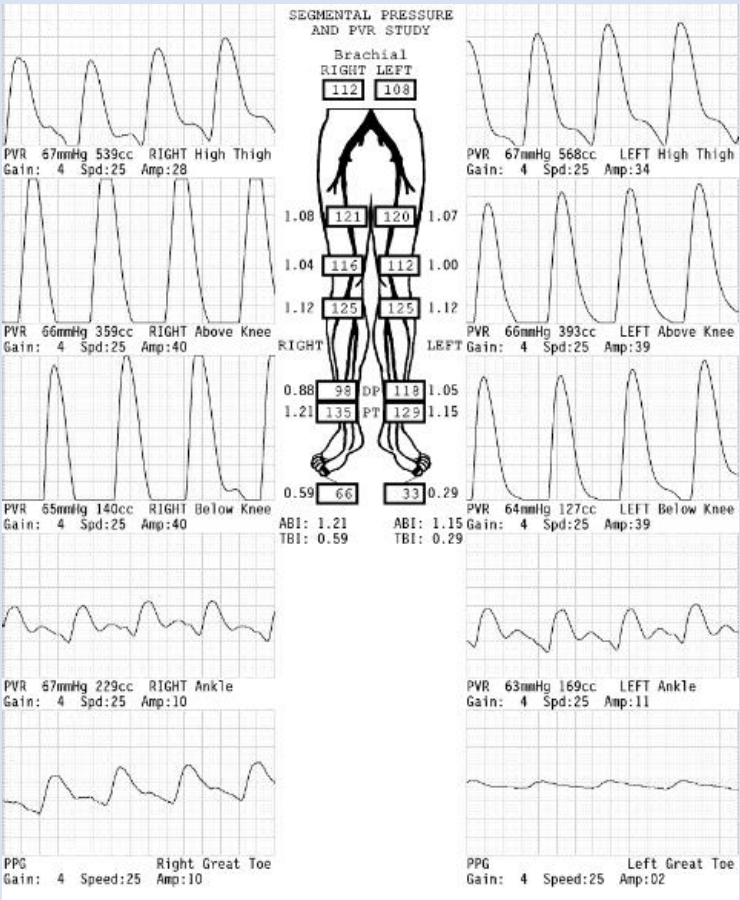 SEGMENTAL PRESSURE
AND PVR STUDY
Brachial
RIGHT LEFT
112 108
PVR 67mmHg 539cc RIGHT High Thigh
Gain: 4 Spd:25 Amp:28
PVR 67mmHg 568cc LEFT High Thigh
Gain: 4 Spd:25 Amp:34
1.08 121 120 1.07
1.04 116 112 1.00
1.12 125 125 1.12
PVR 66mmHg 359cc RIGHT Above Knee
Gain: 4 Spd:25 Amp:40
PVR 66mmHg 393cc LEFT Above Knee
Gain: 4 Spd:25 Amp:39
RIGHT LEFT
0.88 98 DP 118 1.05
1.21 135 PT 129 1.15
0.59 66 33 0.29
PVR 65mmHg 140cc RIGHT Below Knee
Gain: 4 Spd:25 Amp:40
PVR 64mmHg 127cc LEFT Below Knee
Gain: 4 Spd:25 Amp:39
ABI: 1.21 ABI: 1.15
TBI: 0.59 TBI: 0.29
PVR 67mmHg 229cc RIGHT Ankle
Gain: 4 Spd:25 Amp:10
PVR 63mmHg 169cc LEFT Ankle
Gain: 4 Spd:25 Amp:11
PPG Right Great Toe
Gain: 4 Speed:25 Amp:10
PPG Left Great Toe
Gain: 4 Speed:25 Amp:02